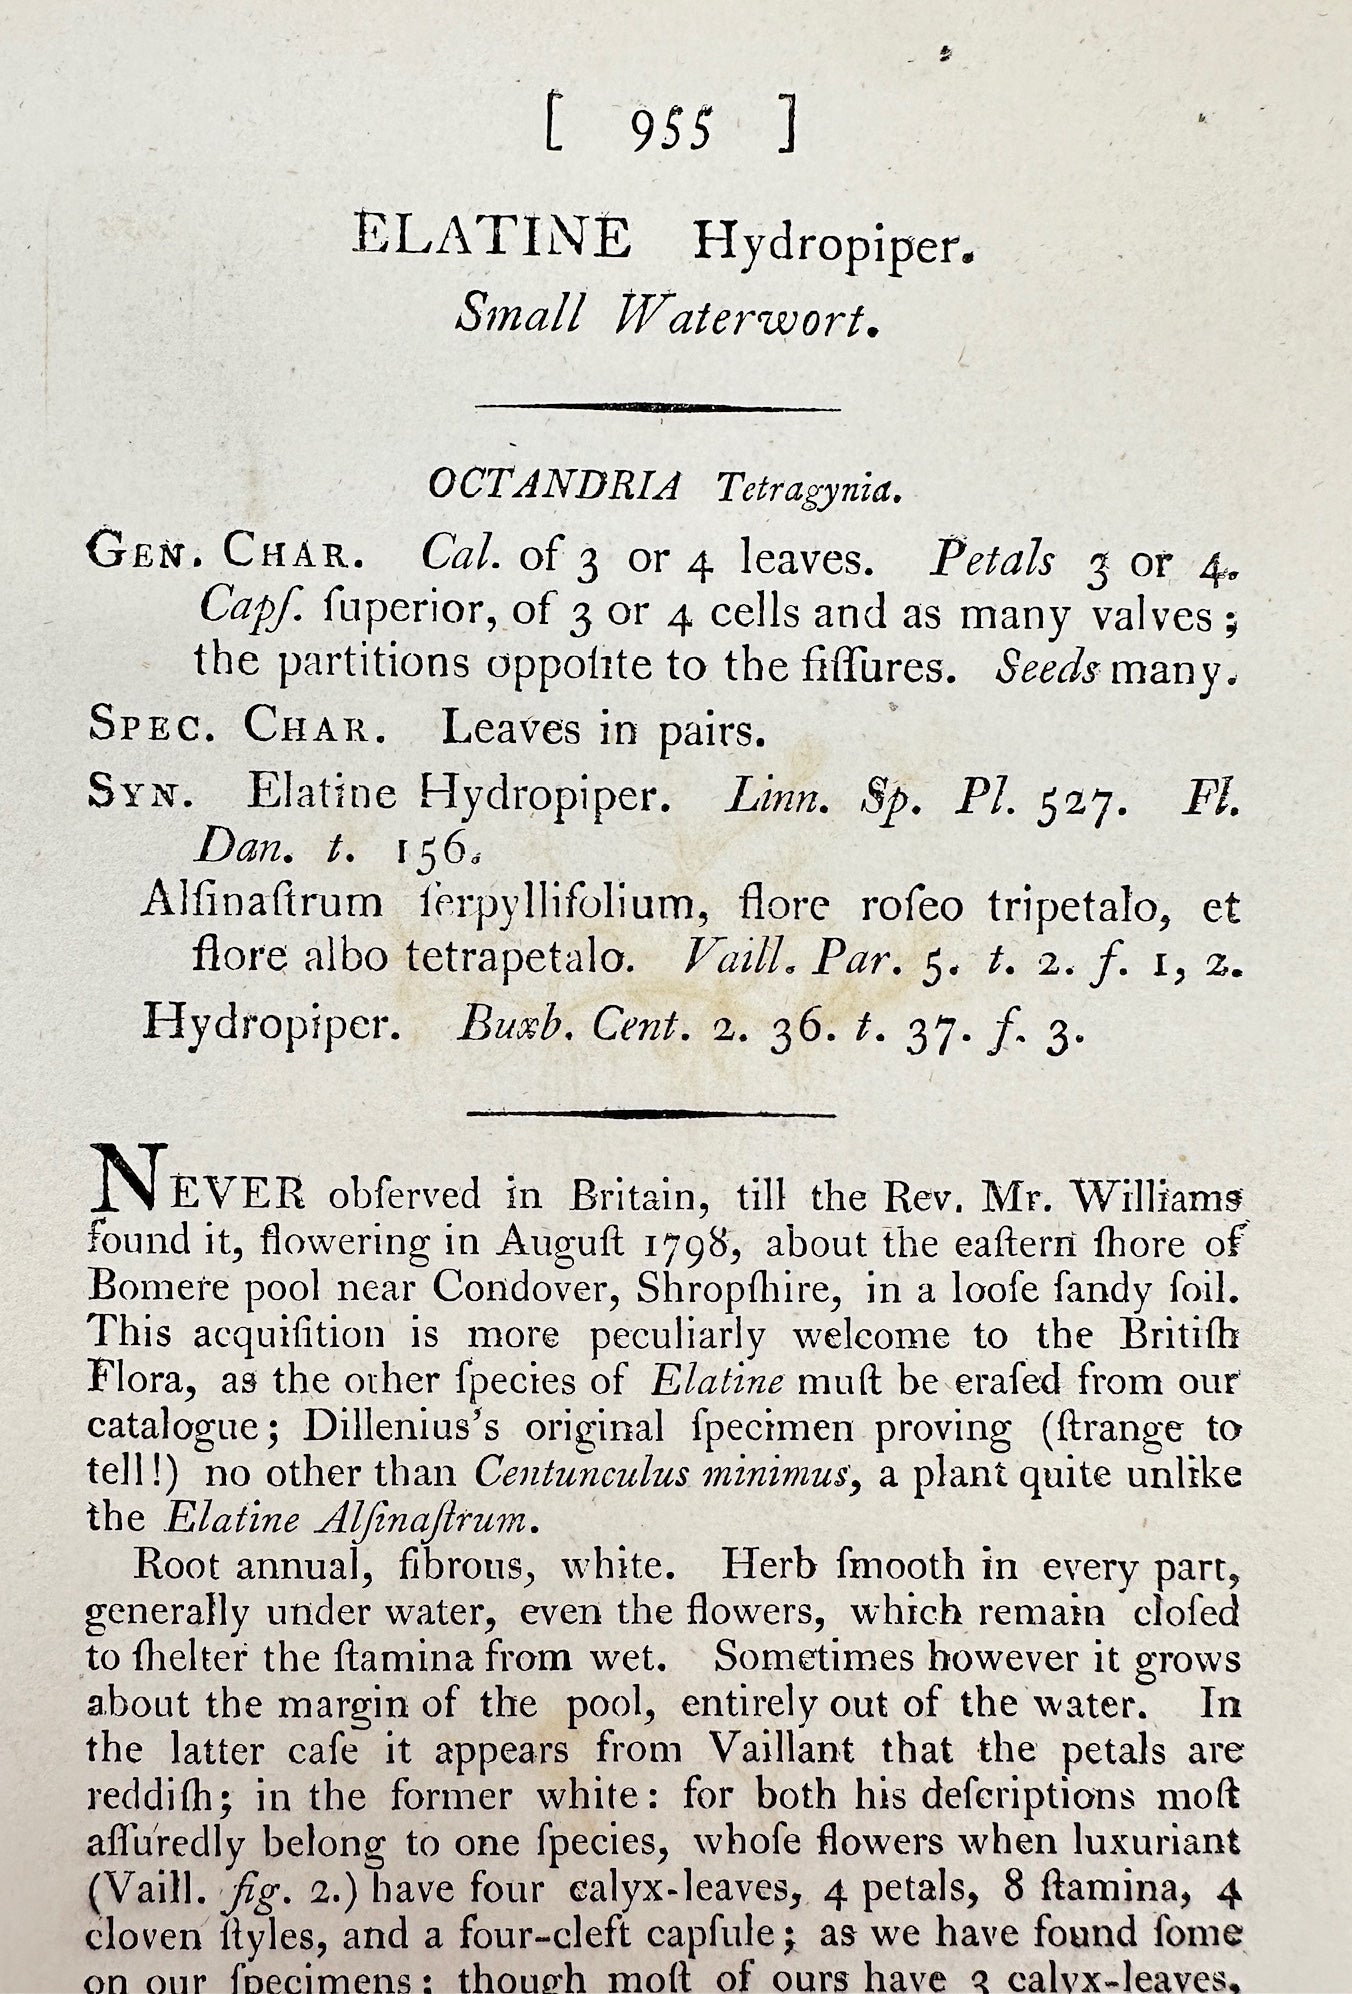 [ 955 ]
ELATINE Hydropiper.
Small Waterwort.
OCTANDRIA Tetragynia.
GEN. CHAR. Cal. of 3 or 4 leaves. Petals 3 or 4.
Capſ. ſuperior, of 3 or 4 cells and as many valves;
the partitions oppoſite to the fiſſures. Seeds many.
SPEC. CHAR. Leaves in pairs.
SYN. Elatine Hydropiper. Linn. Sp. Pl. 527. Fl.
Dan. t. 156.
Alſinaſtrum ſerpyllifolium, flore roſeo tripetalo, et
flore albo tetrapetalo. Vaill. Par. 5. t. 2. f. 1, 2.
Hydropiper. Buxb. Cent. 2. 36. t. 37. f. 3.
NEVER obſerved in Britain, till the Rev. Mr. Williams
found it, flowering in Auguſt 1798, about the eaſtern ſhore of
Bomere pool near Condover, Shropſhire, in a looſe ſandy ſoil.
This acquiſition is more peculiarly welcome to the Britiſh
Flora, as the other ſpecies of Elatine muſt be eraſed from our
catalogue; Dillenius's original ſpecimen proving (ſtrange to
tell!) no other than Centunculus minimus, a plant quite unlike
the Elatine Alſinaſtrum.
Root annual, fibrous, white. Herb ſmooth in every part,
generally under water, even the flowers, which remain cloſed
to ſhelter the ſtamina from wet. Sometimes however it grows
about the margin of the pool, entirely out of the water. In
the latter caſe it appears from Vaillant that the petals are
reddiſh; in the former white: for both his deſcriptions moſt
aſſuredly belong to one ſpecies, whoſe flowers when luxuriant
(Vaill. fig. 2.) have four calyx-leaves, 4 petals, 8 ſtamina, 4
cloven ſtyles, and a four-cleft capſule; as we have found ſome
on our ſpecimens; though moſt of ours have 3 calyx-leaves,